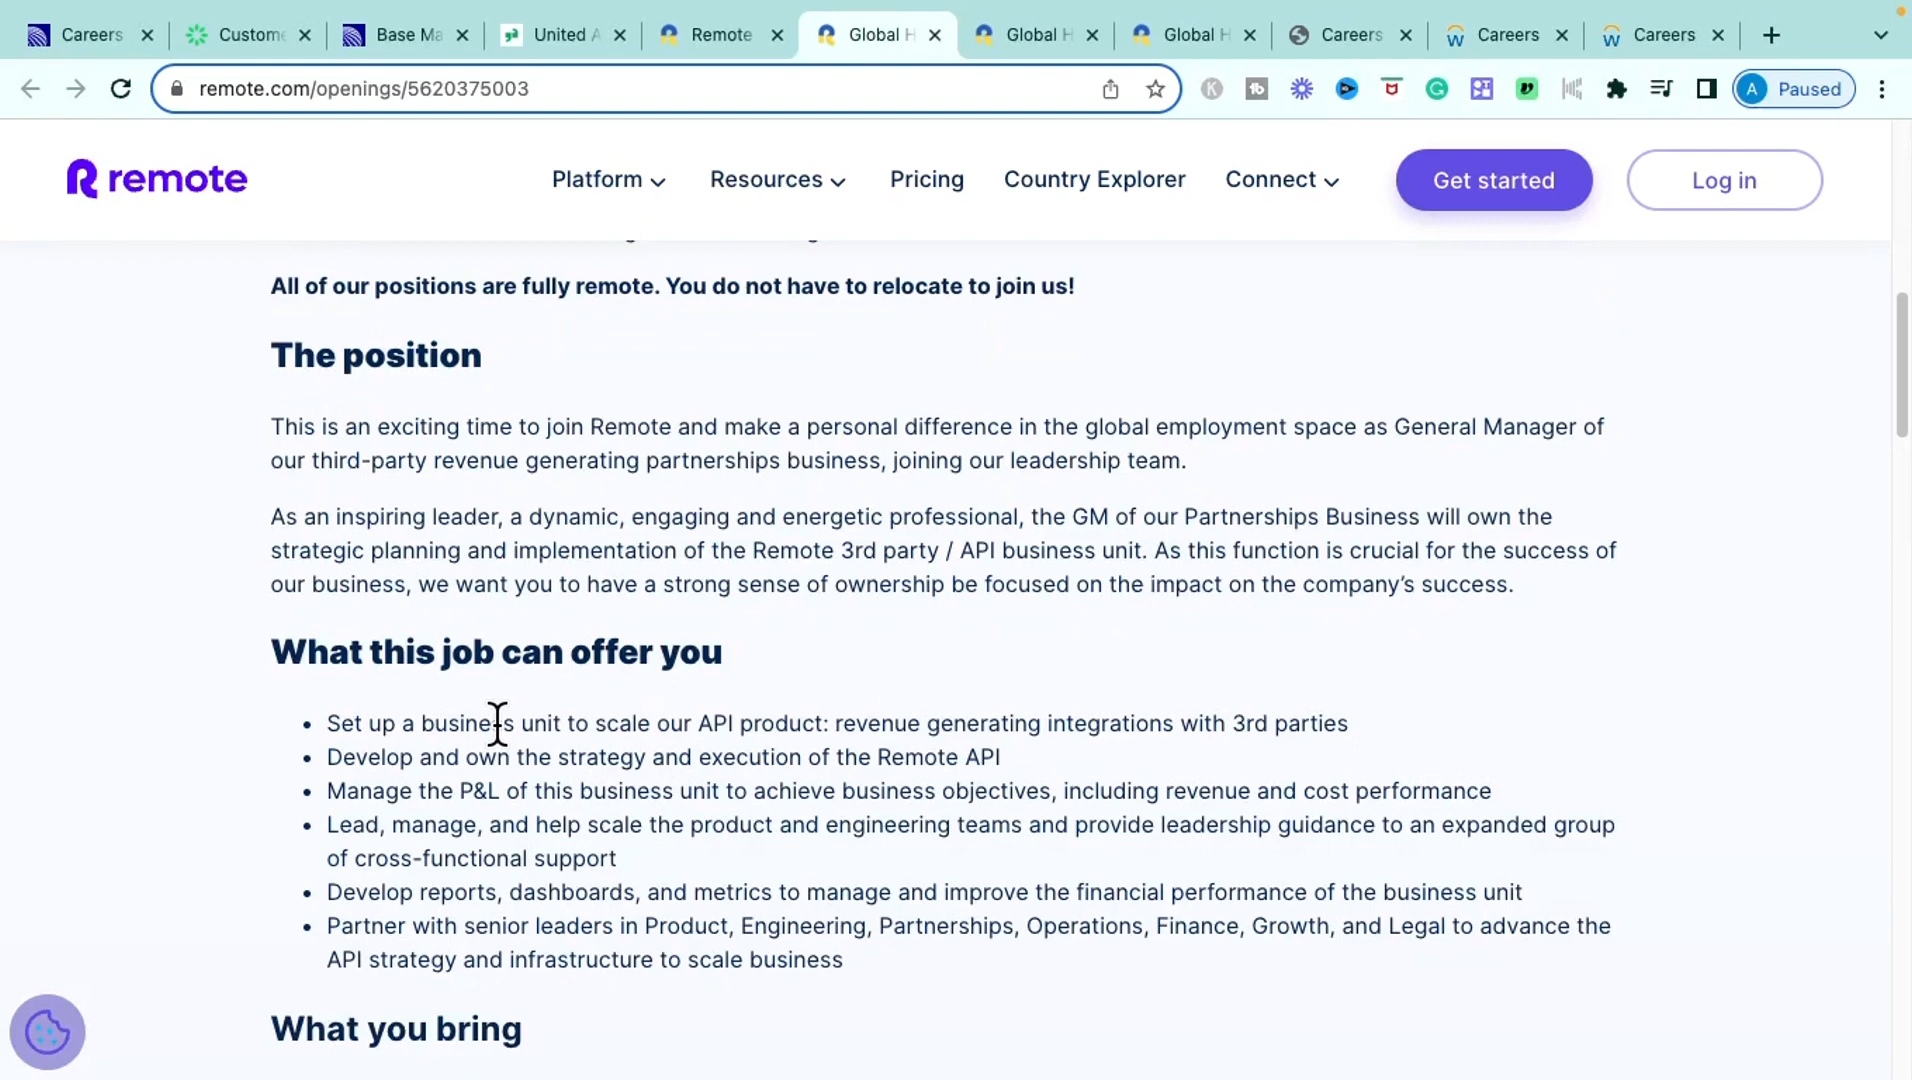 Careers
Custome
Base Ma
United A
Remote
Global H
Global H
Global H
Careers
Careers
Careers
remote.com/openings/5620375003
A Paused
remote
Platform
Resources
Pricing
Country Explorer
Connect
Get started
Log in
All of our positions are fully remote. You do not have to relocate to join us!
The position
This is an exciting time to join Remote and make a personal difference in the global employment space as General Manager of
our third-party revenue generating partnerships business, joining our leadership team.
As an inspiring leader, a dynamic, engaging and energetic professional, the GM of our Partnerships Business will own the
strategic planning and implementation of the Remote 3rd party / API business unit. As this function is crucial for the success of
our business, we want you to have a strong sense of ownership be focused on the impact on the company’s success.
What this job can offer you
• Set up a business unit to scale our API product: revenue generating integrations with 3rd parties
• Develop and own the strategy and execution of the Remote API
• Manage the P&L of this business unit to achieve business objectives, including revenue and cost performance
• Lead, manage, and help scale the product and engineering teams and provide leadership guidance to an expanded group
of cross-functional support
• Develop reports, dashboards, and metrics to manage and improve the financial performance of the business unit
• Partner with senior leaders in Product, Engineering, Partnerships, Operations, Finance, Growth, and Legal to advance the
API strategy and infrastructure to scale business
What you bring